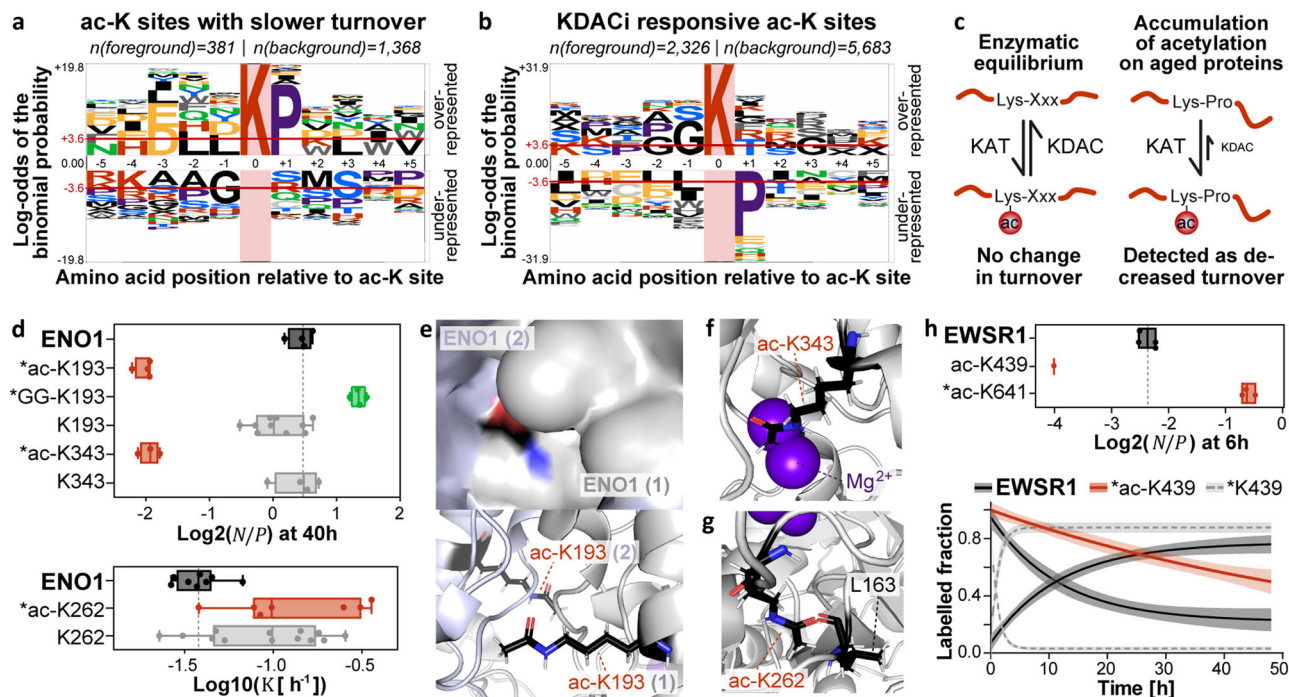 a
ac-K sites with slower turnover
n(foreground)=381 | n(background)=1,368
Log-odds of the
binomial probability
+19.8
+3.6
0.00
-3.6
-19.8
-5 -4 -3 -2 -1 0 +1 +2 +3 +4 +5
over-
represented
under-
represented
Amino acid position relative to ac-K site
b
KDACi responsive ac-K sites
n(foreground)=2,326 | n(background)=5,683
Log-odds of the
binomial probability
+31.9
+3.6
0.00
-3.6
-31.9
-5 -4 -3 -2 -1 0 +1 +2 +3 +4 +5
over-
represented
under-
represented
Amino acid position relative to ac-K site
c
Enzymatic
equilibrium
Lys-Xxx
KAT
KDAC
Lys-Xxx
ac
No change
in turnover
Accumulation
of acetylation
on aged proteins
Lys-Pro
KAT
KDAC
Lys-Pro
ac
Detected as de-
creased turnover
d
ENO1
*ac-K193
*GG-K193
K193
*ac-K343
K343
-2 -1 0 1 2
Log2(N/P) at 40h
ENO1
*ac-K262
K262
-1.5 -1.0 -0.5
Log10(K[ h⁻¹)
e
ENO1 (2)
ENO1 (1)
ac-K193 (2)
ac-K193 (1)
f
ac-K343
Mg²⁺
g
L163
ac-K262
h
EWSR1
ac-K439
*ac-K641
-4 -3 -2 -1 0
Log2(N/P) at 6h
EWSR1 *ac-K439 *K439
Labelled fraction
0.8
0.4
0.0
0 10 20 30 40 50
Time [h]